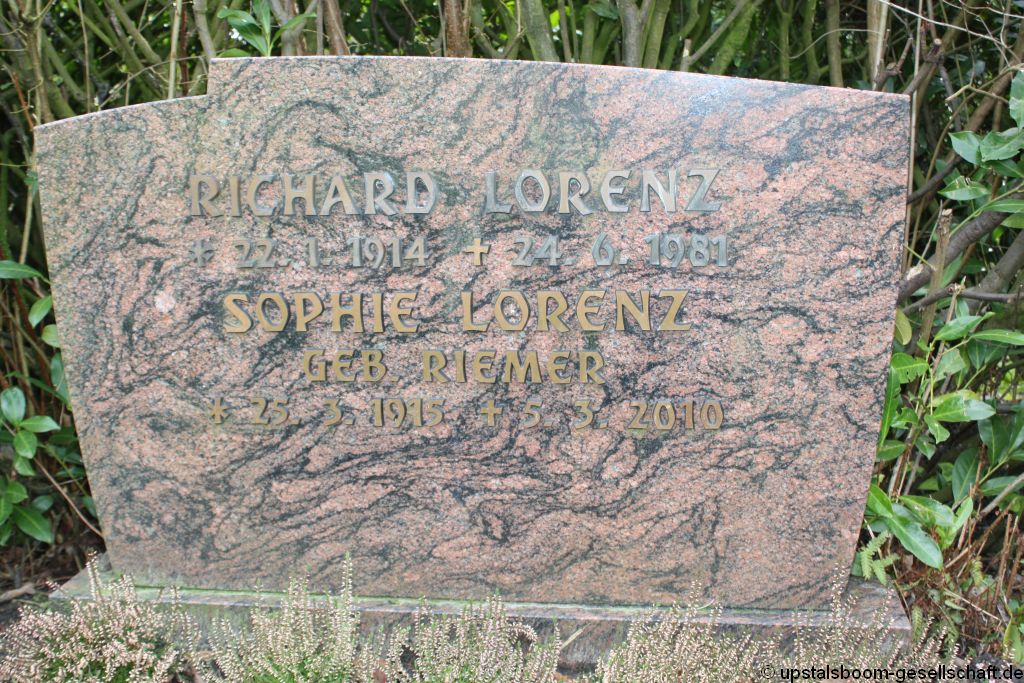 RICHARD LORENZ
* 22. 1. 1914 + 24. 6. 1981
SOPHIE LORENZ
GEB. RIEMER
* 25. 3. 1915 + 5. 3. 2010
© upstalsboom-gesellschaft.de